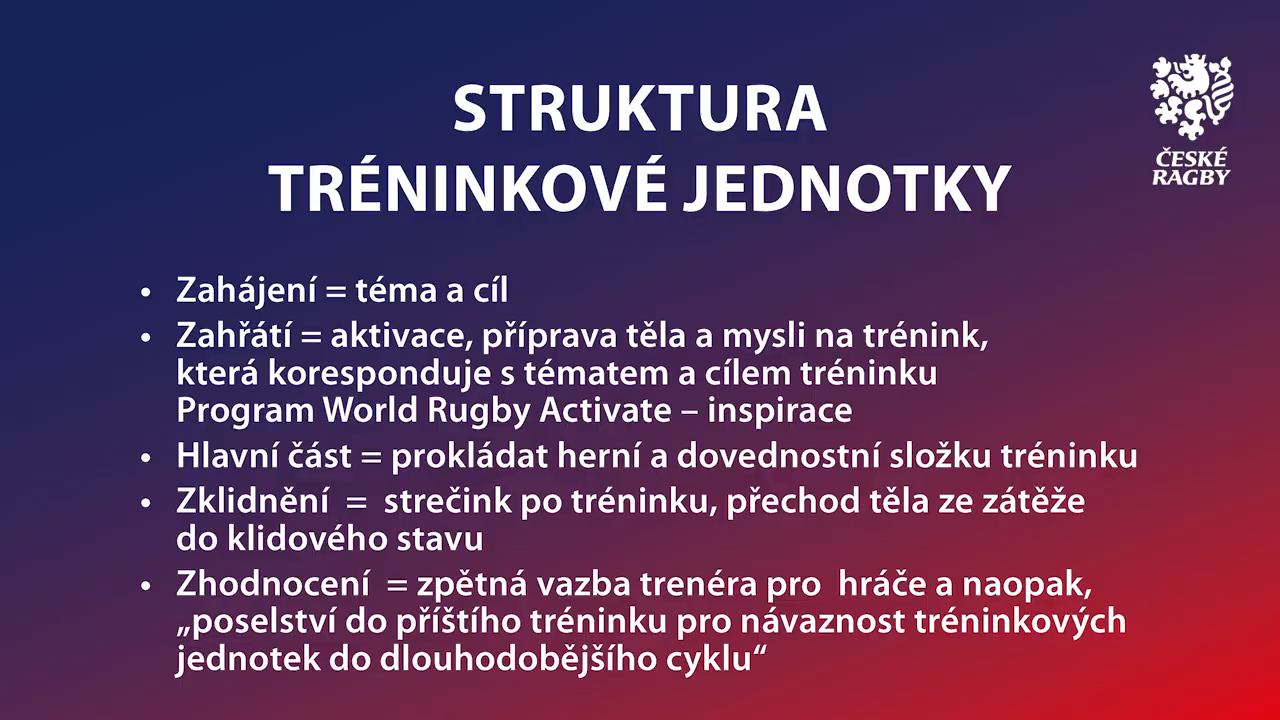 STRUKTURA
TRÉNINKOVÉ JEDNOTKY
ČESKÉ
RAGBY
• Zahájení = téma a cíl
• Zahřátí = aktivace, příprava těla a mysli na trénink,
která koresponduje s tématem a cílem tréninku
Program World Rugby Activate – inspirace
• Hlavní část = prokládat herní a dovednostní složku tréninku
• Zklidnění  =  strečink po tréninku, přechod těla ze zátěže
do klidového stavu
• Zhodnocení  = zpětná vazba trenéra pro  hráče a naopak,
„poselství do příštího tréninku pro návaznost tréninkových
jednotek do dlouhodobějšího cyklu“